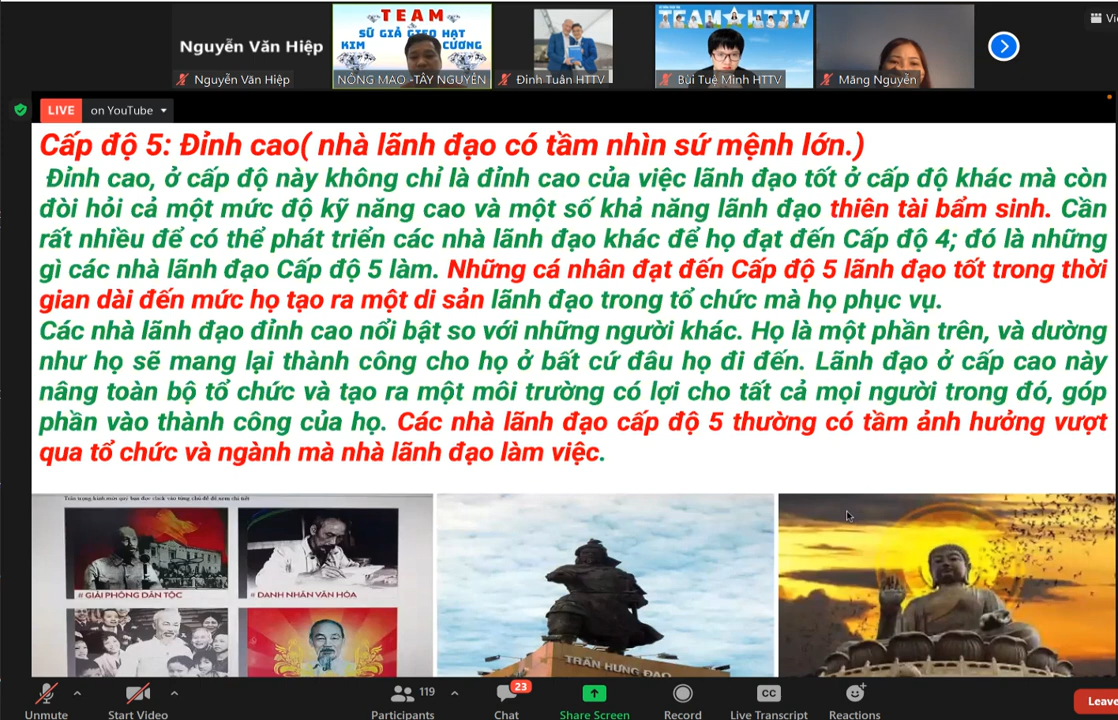 TEAM
SỨ GIẢ GIEO HẠT
KIM CƯƠNG
TEAM HTTV
Nguyễn Văn Hiệp
Nguyễn Văn Hiệp
NÔNG MAO -TÂY NGUYÊN
Đinh Tuân HTTV
Bùi Tuệ Minh HTTV
Măng Nguyễn
Vi
LIVE on YouTube
Cấp độ 5: Đỉnh cao( nhà lãnh đạo có tầm nhìn sứ mệnh lớn.)
Đỉnh cao, ở cấp độ này không chỉ là đỉnh cao của việc lãnh đạo tốt ở cấp độ khác mà còn
đòi hỏi cả một mức độ kỹ năng cao và một số khả năng lãnh đạo thiên tài bẩm sinh. Cần
rất nhiều để có thể phát triển các nhà lãnh đạo khác để họ đạt đến Cấp độ 4; đó là những
gì các nhà lãnh đạo Cấp độ 5 làm. Những cá nhân đạt đến Cấp độ 5 lãnh đạo tốt trong thời
gian dài đến mức họ tạo ra một di sản lãnh đạo trong tổ chức mà họ phục vụ.
Các nhà lãnh đạo đỉnh cao nổi bật so với những người khác. Họ là một phần trên, và dường
như họ sẽ mang lại thành công cho họ ở bất cứ đâu họ đi đến. Lãnh đạo ở cấp cao này
nâng toàn bộ tổ chức và tạo ra một môi trường có lợi cho tất cả mọi người trong đó, góp
phần vào thành công của họ. Các nhà lãnh đạo cấp độ 5 thường có tầm ảnh hưởng vượt
qua tổ chức và ngành mà nhà lãnh đạo làm việc.
# GIẢI PHÓNG DÂN TỘC
# DANH NHÂN VĂN HÓA
TRẦN HƯNG ĐẠO
Unmute
Start Video
119
Participants
23
Chat
Share Screen
Record
CC
Live Transcript
Reactions
Leave